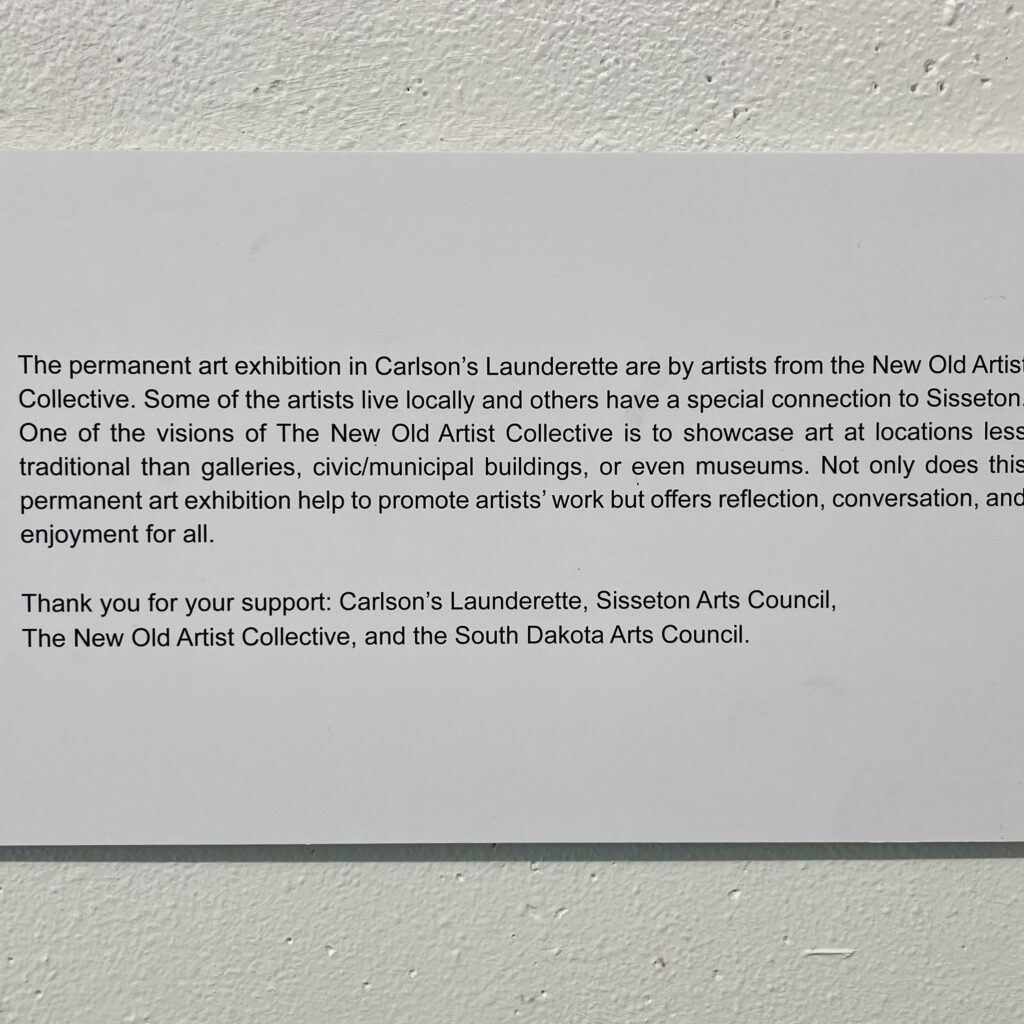 The permanent art exhibition in Carlson’s Launderette are by artists from the New Old Artist
Collective. Some of the artists live locally and others have a special connection to Sisseton.
One of the visions of The New Old Artist Collective is to showcase art at locations less
traditional than galleries, civic/municipal buildings, or even museums. Not only does this
permanent art exhibition help to promote artists’ work but offers reflection, conversation, and
enjoyment for all.
Thank you for your support: Carlson’s Launderette, Sisseton Arts Council,
The New Old Artist Collective, and the South Dakota Arts Council.